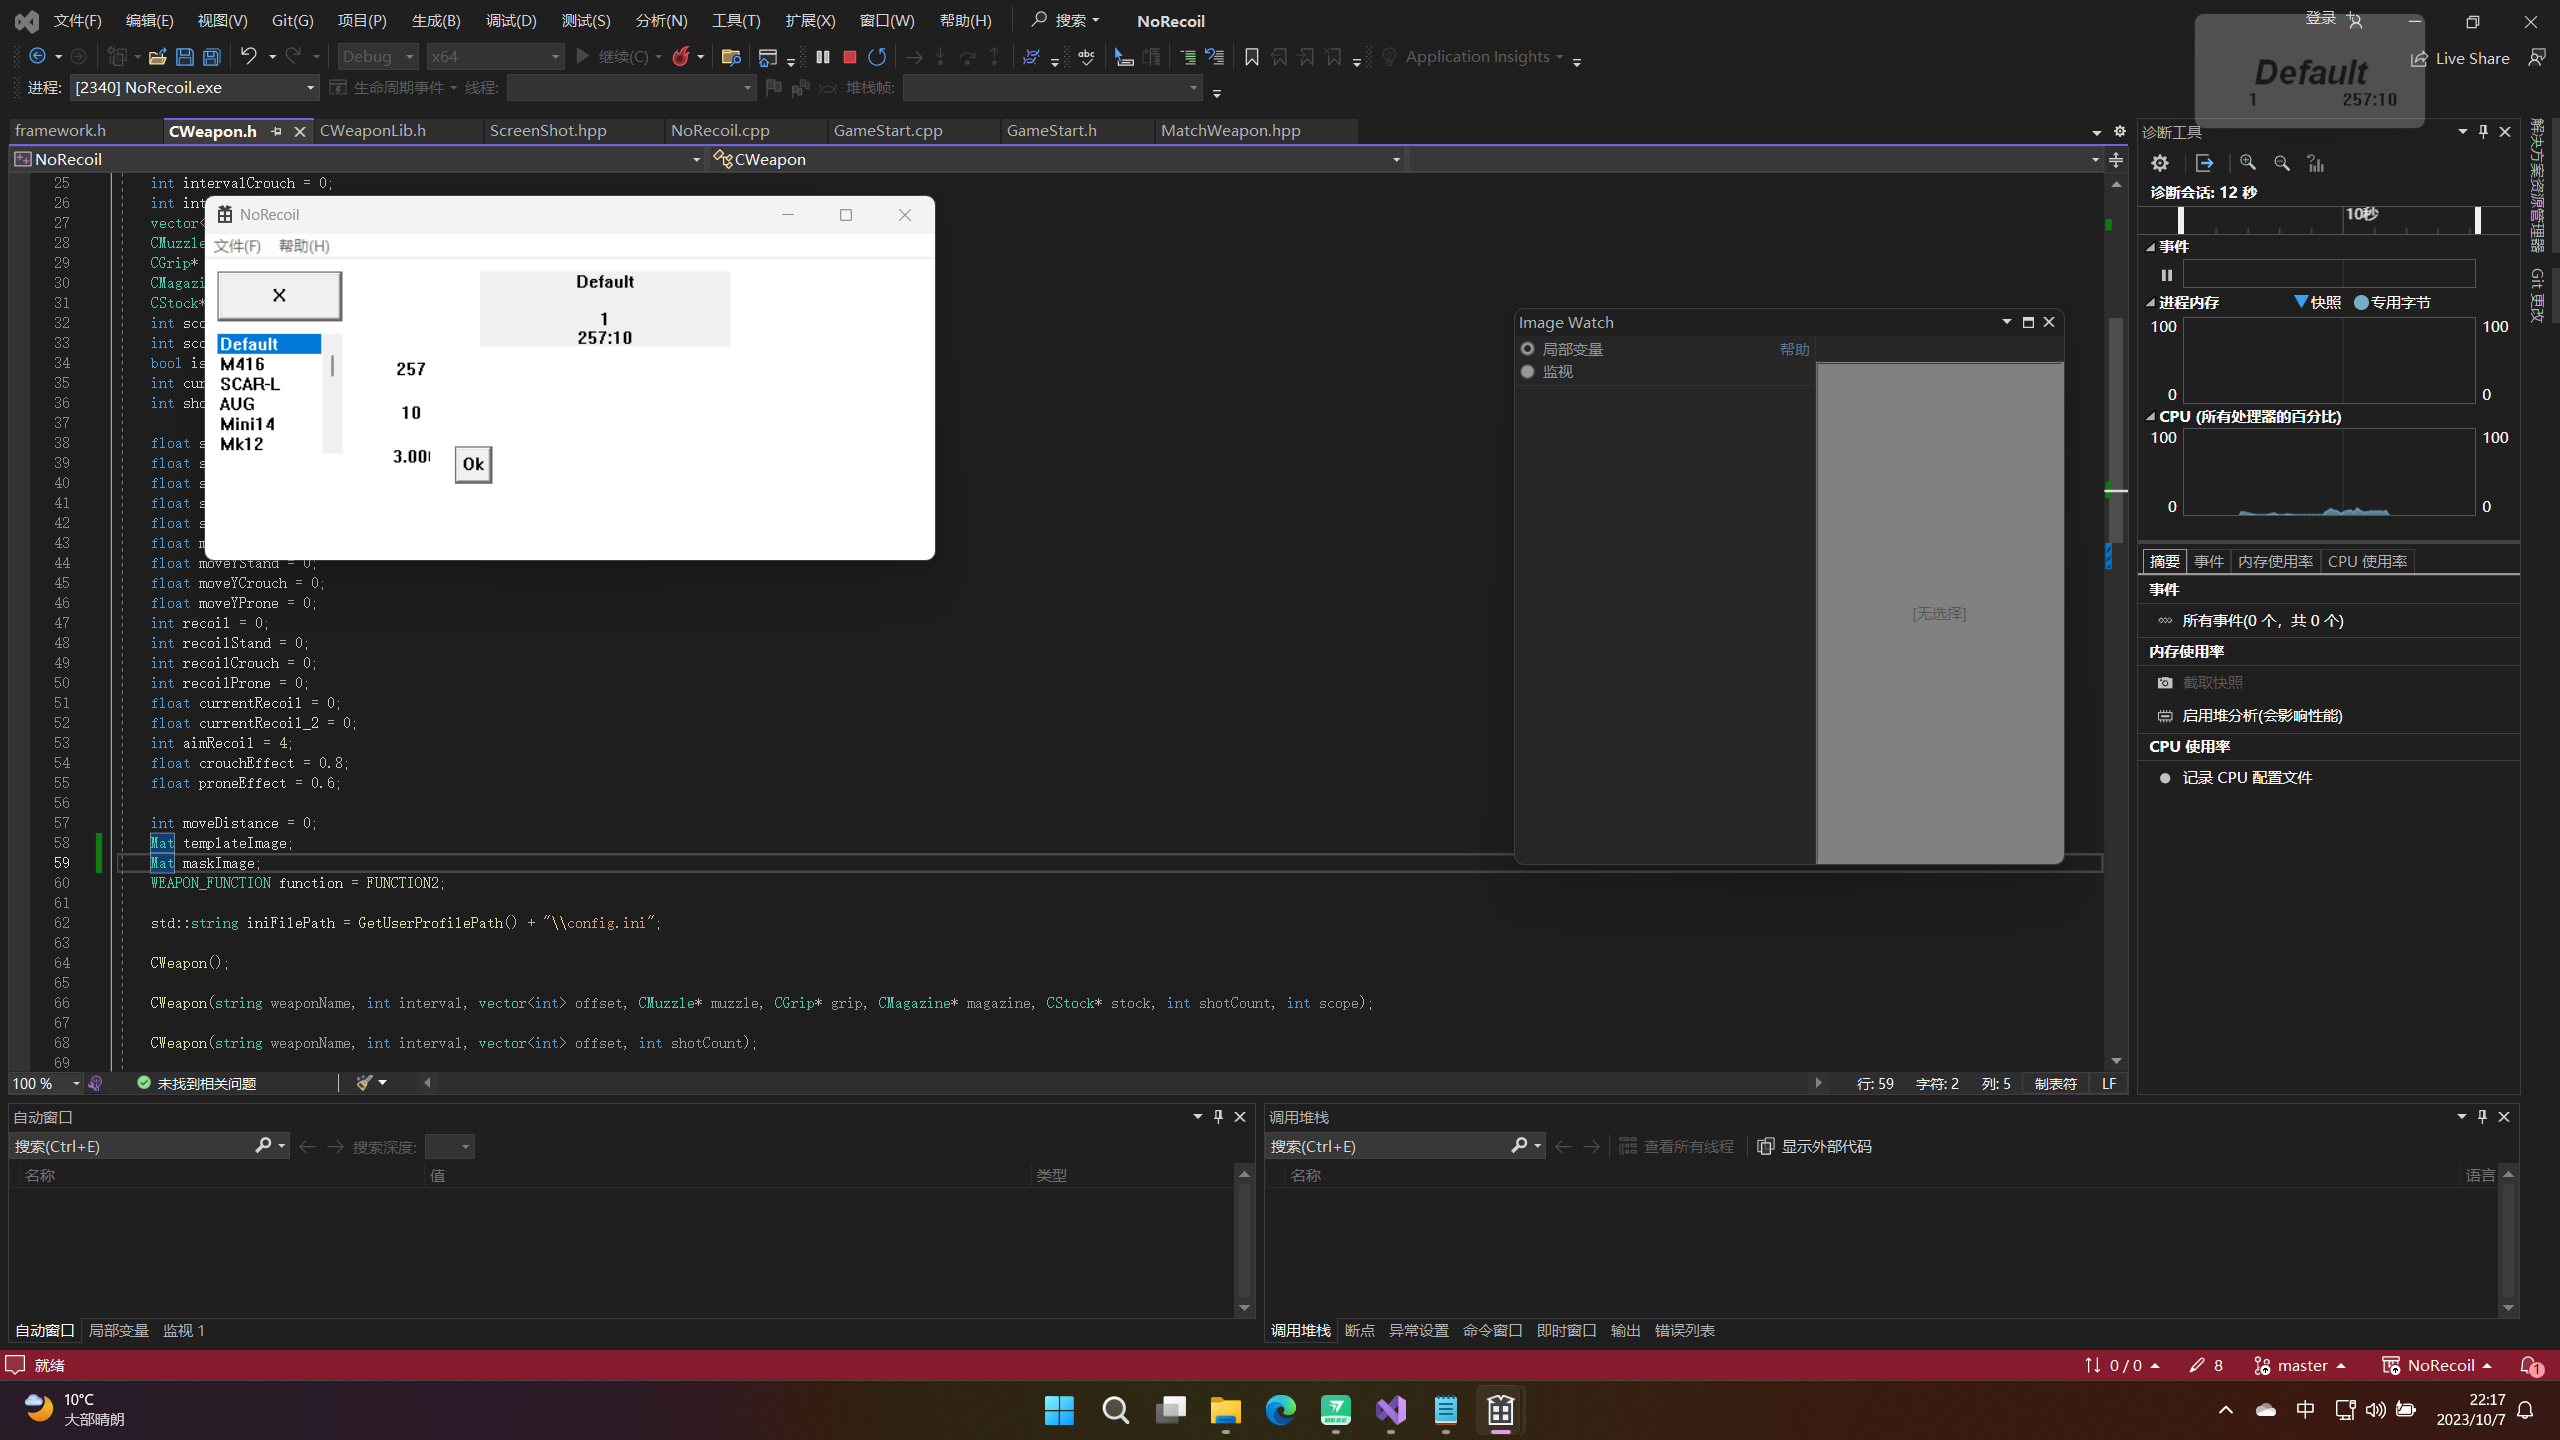 文件(F) 编辑(E) 视图(V) Git(G) 项目(P) 生成(B) 调试(D) 测试(S) 分析(N) 工具(T) 扩展(X) 窗口(W) 帮助(H) 搜索 NoRecoil 登录
Debug x64 继续(C) Application Insights Live Share
进程: [2340] NoRecoil.exe 生命周期事件 线程: 堆栈帧:
Default
1 257:10
framework.h CWeapon.h CWeaponLib.h ScreenShot.hpp NoRecoil.cpp GameStart.cpp GameStart.h MatchWeapon.hpp
NoRecoil CWeapon
25 int intervalCrouch = 0;
26 int int
27 vector<
28 CMuzzle
29 CGrip*
30 CMagazi
31 CStock*
32 int sco
33 int sco
34 bool is
35 int cur
36 int sho
37
38 float s
39 float s
40 float s
41 float s
42 float s
43 float m
44 float moveYStand = 0;
45 float moveYCrouch = 0;
46 float moveYProne = 0;
47 int recoil = 0;
48 int recoilStand = 0;
49 int recoilCrouch = 0;
50 int recoilProne = 0;
51 float currentRecoil = 0;
52 float currentRecoil_2 = 0;
53 int aimRecoil = 4;
54 float crouchEffect = 0.8;
55 float proneEffect = 0.6;
56
57 int moveDistance = 0;
58 Mat templateImage;
59 Mat maskImage;
60 WEAPON_FUNCTION function = FUNCTION2;
61
62 std::string iniFilePath = GetUserProfilePath() + "\\config.ini";
63
64 CWeapon();
65
66 CWeapon(string weaponName, int interval, vector<int> offset, CMuzzle* muzzle, CGrip* grip, CMagazine* magazine, CStock* stock, int shotCount, int scope);
67
68 CWeapon(string weaponName, int interval, vector<int> offset, int shotCount);
69
NoRecoil
文件(F) 帮助(H)
X
Default
1
257:10
Default
M416
SCAR-L
AUG
Mini14
Mk12
257
10
3.00
Ok
Image Watch
局部变量 帮助
监视
[无选择]
诊断工具
诊断会话: 12 秒
10秒
事件
进程内存 快照 专用字节
100 100
0 0
CPU (所有处理器的百分比)
100 100
0 0
摘要 事件 内存使用率 CPU 使用率
事件
所有事件(0 个，共 0 个)
内存使用率
截取快照
启用堆分析(会影响性能)
CPU 使用率
记录 CPU 配置文件
解决方案资源管理器
Git 更改
100 % 未找到相关问题 行: 59 字符: 2 列: 5 制表符 LF
自动窗口
搜索(Ctrl+E) 搜索深度:
名称 值 类型
自动窗口 局部变量 监视 1
调用堆栈
搜索(Ctrl+E) 查看所有线程 显示外部代码
名称 语言
调用堆栈 断点 异常设置 命令窗口 即时窗口 输出 错误列表
就绪 0 / 0 8 master NoRecoil 1
10°C
大部晴朗
中
22:17
2023/10/7